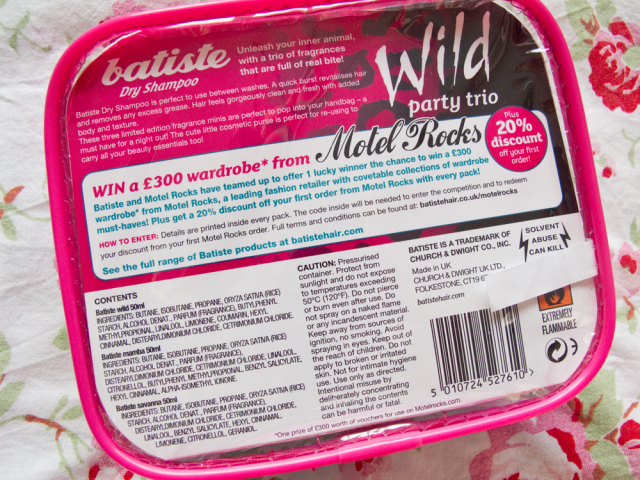 batiste
Dry Shampoo
Unleash your inner animal,
with a trio of fragrances
that are full of real bite!
Wild
party trio
Batiste Dry Shampoo is perfect to use between washes. A quick burst revitalises hair
and removes any excess grease. Hair feels gorgeously clean and fresh with added
body and texture.
These three limited edition fragrance minis are perfect to pop into your handbag – a
must have for a night out! The cute little cosmetic purse is perfect for re-using to
carry all your beauty essentials too!
WIN a £300 wardrobe* from Motel Rocks
Plus
20%
discount
off your first
order!
Batiste and Motel Rocks have teamed up to offer 1 lucky winner the chance to win a £300
wardrobe* from Motel Rocks, a leading fashion retailer with covetable collections of wardrobe
must-haves! Plus get a 20% discount off your first order from Motel Rocks with every pack!
HOW TO ENTER: Details are printed inside every pack. The code inside will be needed to enter the competition and to redeem
your discount from your first Motel Rocks order. Full terms and conditions can be found at: batistehair.co.uk/motelrocks
See the full range of Batiste products at batistehair.com
CONTENTS
Batiste wild 50ml
INGREDIENTS: BUTANE, ISOBUTANE, PROPANE, ORYZA SATIVA (RICE)
STARCH, ALCOHOL DENAT., PARFUM (FRAGRANCE), BUTYLPHENYL
METHYLPROPIONAL, LINALOOL, LIMONENE, COUMARIN, HEXYL
CINNAMAL, DISTEARYLDIMONIUM CHLORIDE, CETRIMONIUM CHLORIDE.
Batiste mamba 50ml
INGREDIENTS: BUTANE, ISOBUTANE, PROPANE, ORYZA SATIVA (RICE)
STARCH, ALCOHOL DENAT., PARFUM (FRAGRANCE),
DISTEARYLDIMONIUM CHLORIDE, CETRIMONIUM CHLORIDE, LINALOOL,
CITRONELLOL, BUTYLPHENYL METHYLPROPIONAL, BENZYL SALICYLATE,
HEXYL CINNAMAL, ALPHA-ISOMETHYL IONONE.
Batiste savanna 50ml
INGREDIENTS: BUTANE, ISOBUTANE, PROPANE, ORYZA SATIVA (RICE)
STARCH, ALCOHOL DENAT., PARFUM (FRAGRANCE),
DISTEARYLDIMONIUM CHLORIDE, CETRIMONIUM CHLORIDE,
LINALOOL, BENZYL SALICYLATE, HEXYL CINNAMAL,
LIMONENE, CITRONELLOL, GERANIOL.
CAUTION: Pressurised
container. Protect from
sunlight and do not expose
to temperatures exceeding
50°C (120°F). Do not pierce
or burn even after use. Do
not spray on a naked flame
or any incandescent material.
Keep away from sources of
ignition, no smoking. Avoid
spraying in eyes. Keep out of
the reach of children. Do not
apply to broken or irritated
skin. Not for intimate hygiene
use. Use only as directed.
Intentional misuse by
deliberately concentrating
and inhaling the contents
can be harmful or fatal.
BATISTE IS A TRADEMARK OF
CHURCH & DWIGHT CO., INC.
Made in UK
CHURCH & DWIGHT UK LTD.,
FOLKESTONE, CT19 6
batistehair.com
SOLVENT
ABUSE
CAN KILL
EXTREMELY
FLAMMABLE
5 010724 527610 >
*One prize of £300 worth of vouchers for use on Motelrocks.com